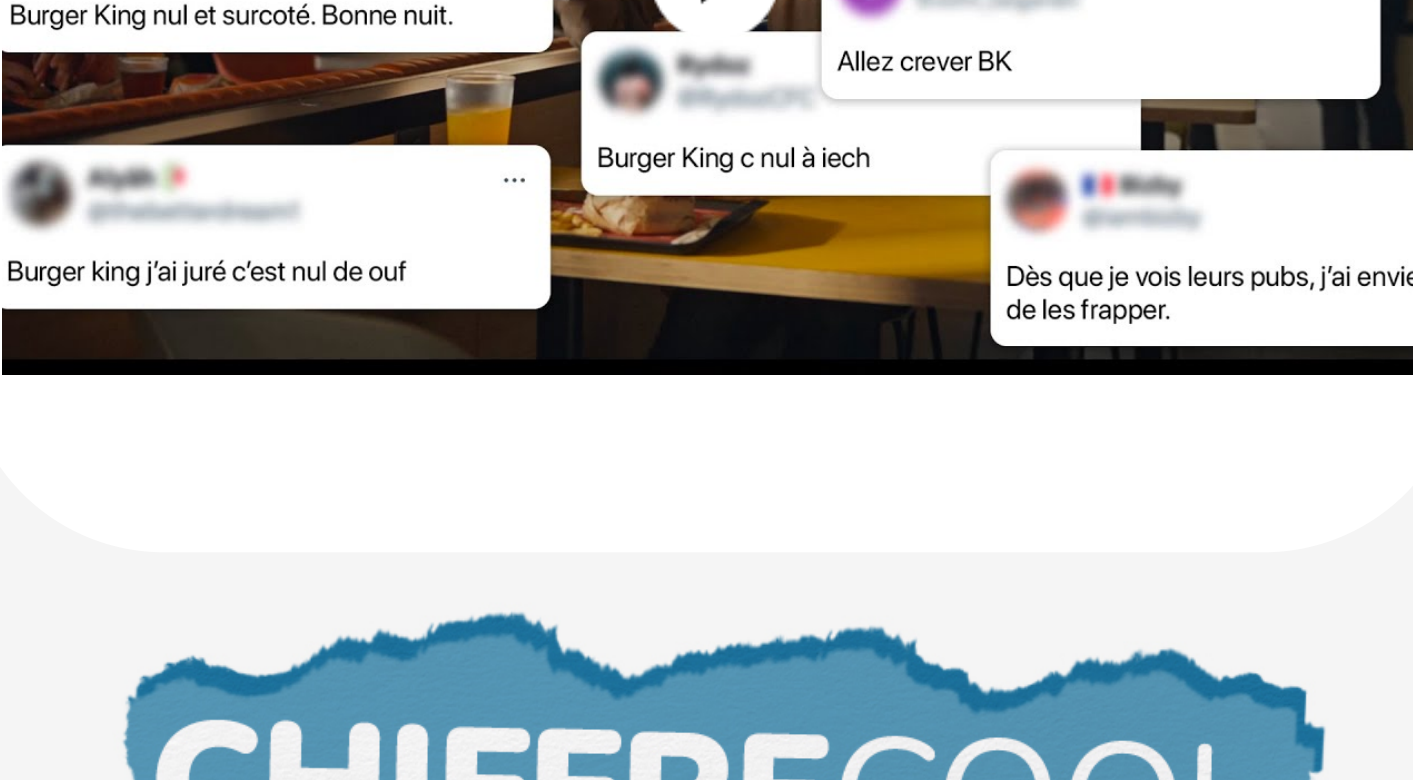 Burger King nul et surcoté. Bonne nuit.
Allez crever BK
Burger King c nul à iech
Burger king j’ai juré c’est nul de ouf
Dès que je vois leurs pubs, j’ai envie
de les frapper.
CHIFFRECOOL